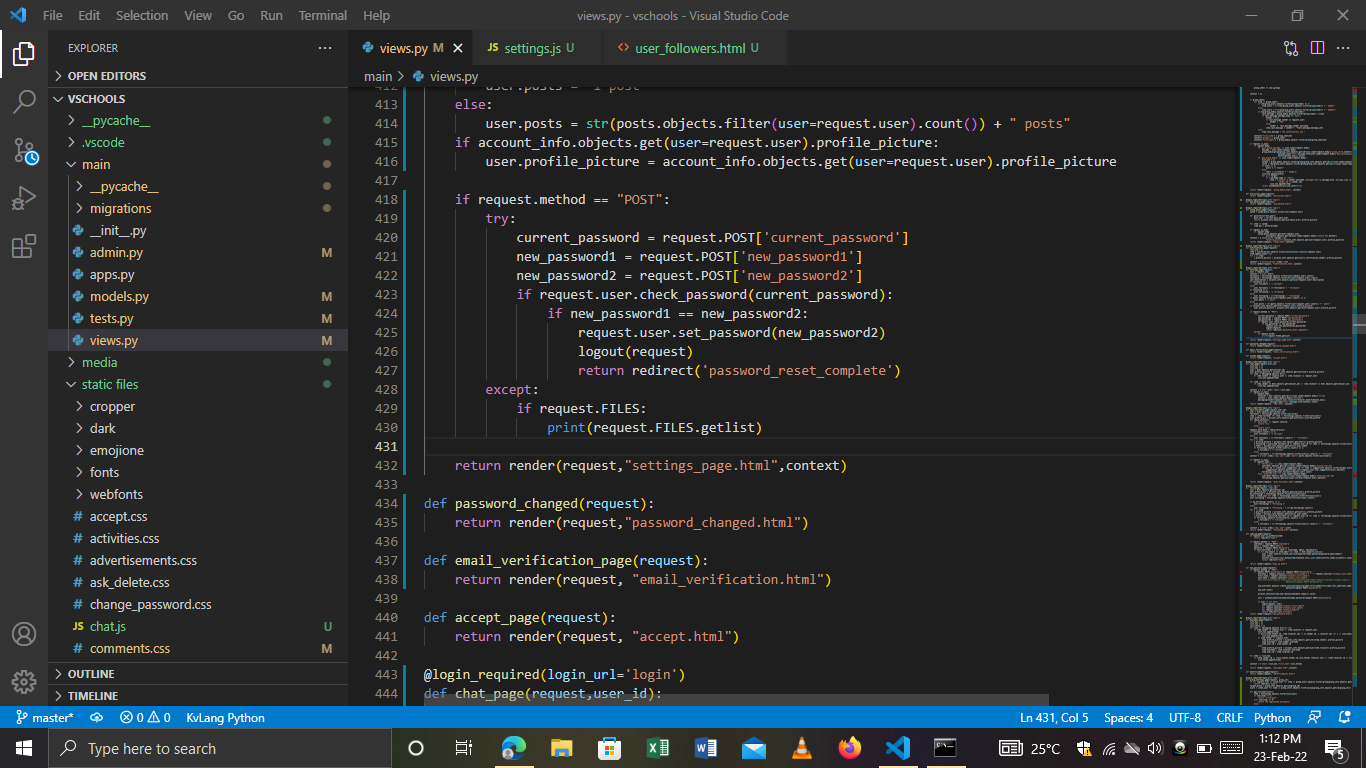 File Edit Selection View Go Run Terminal Help views.py - vschools - Visual Studio Code
EXPLORER
OPEN EDITORS
VSCHOOLS
__pycache__
.vscode
main
__pycache__
migrations
__init__.py
admin.py M
apps.py
models.py M
tests.py M
views.py M
media
static files
cropper
dark
emojione
fonts
webfonts
# accept.css
# activities.css
# advertisements.css
# ask_delete.css
# change_password.css
JS chat.js U
# comments.css M
OUTLINE
TIMELINE
views.py M JS settings.js U <> user_followers.html U
main > views.py
412 user.posts = "1 post"
413 else:
414 user.posts = str(posts.objects.filter(user=request.user).count()) + " posts"
415 if account_info.objects.get(user=request.user).profile_picture:
416 user.profile_picture = account_info.objects.get(user=request.user).profile_picture
417
418 if request.method == "POST":
419 try:
420 current_password = request.POST['current_password']
421 new_password1 = request.POST['new_password1']
422 new_password2 = request.POST['new_password2']
423 if request.user.check_password(current_password):
424 if new_password1 == new_password2:
425 request.user.set_password(new_password2)
426 logout(request)
427 return redirect('password_reset_complete')
428 except:
429 if request.FILES:
430 print(request.FILES.getlist)
431
432 return render(request,"settings_page.html",context)
433
434 def password_changed(request):
435 return render(request,"password_changed.html")
436
437 def email_verification_page(request):
438 return render(request, "email_verification.html")
439
440 def accept_page(request):
441 return render(request, "accept.html")
442
443 @login_required(login_url='login')
444 def chat_page(request,user_id):
master* 0 0 KvLang Python Ln 431, Col 5 Spaces: 4 UTF-8 CRLF Python
Type here to search 25°C 1:12 PM
23-Feb-22 5